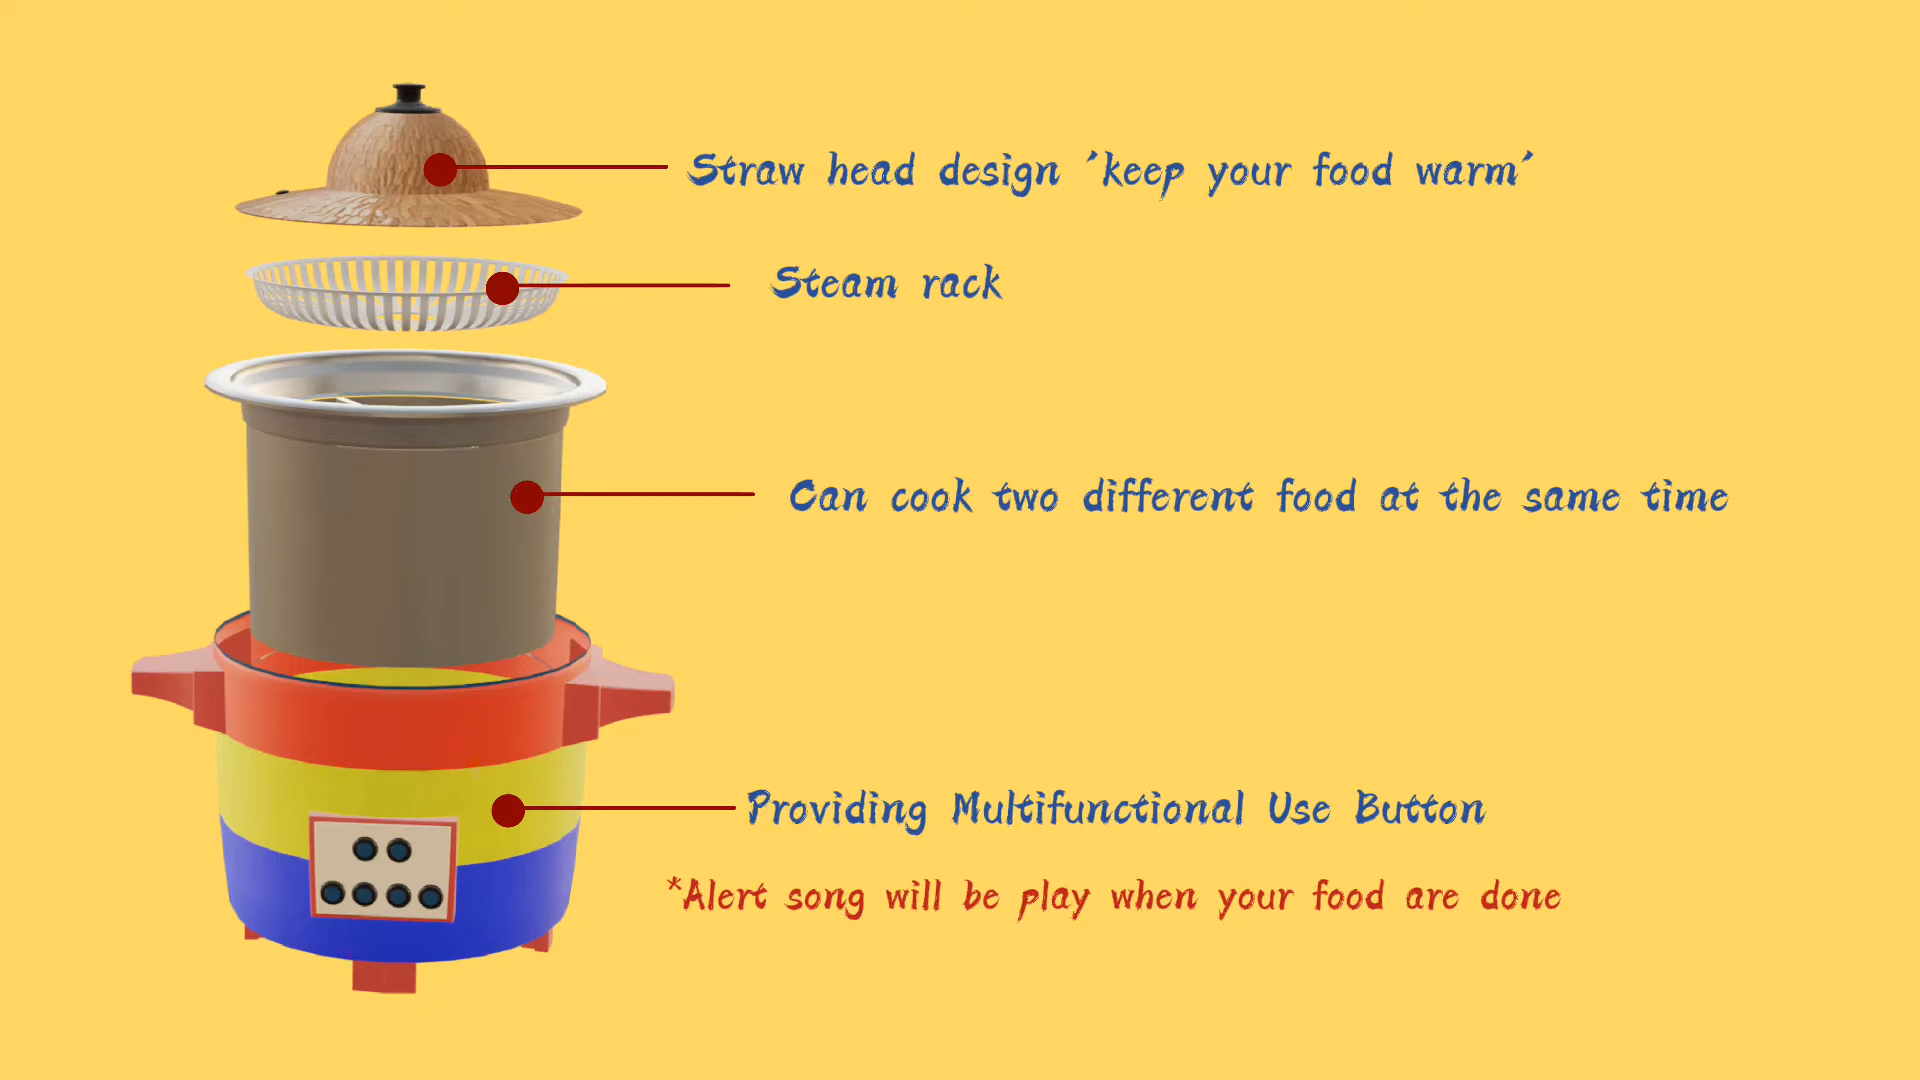 Straw head design 'keep your food warm'
Steam rack
Can cook two different food at the same time
Providing Multifunctional Use Button
*Alert song will be play when your food are done